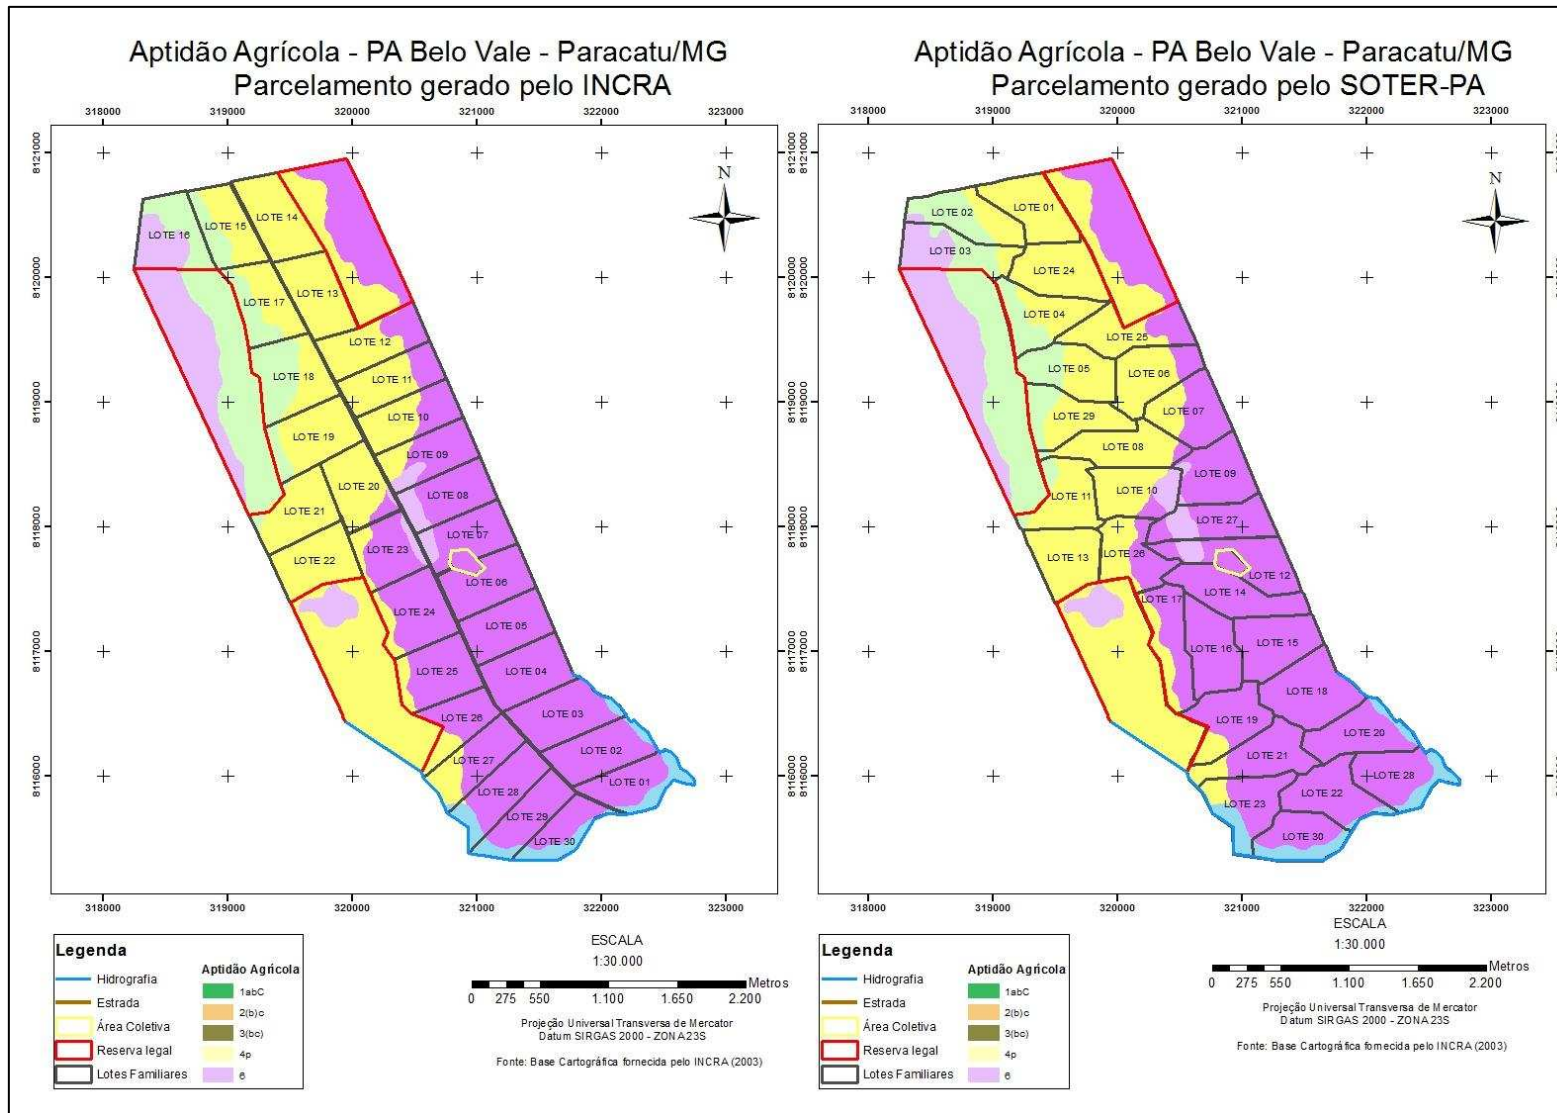 Aptidão Agrícola - PA Belo Vale - Paracatu/MG
Parcelamento gerado pelo INCRA
318000 319000 320000 321000 322000 323000
8121000
8120000
8119000
8118000
8117000
8116000
N
LOTE 14
LOTE 15
LOTE 16
LOTE 13
LOTE 17
LOTE 12
LOTE 18
LOTE 11
LOTE 10
LOTE 19
LOTE 09
LOTE 20
LOTE 08
LOTE 21
LOTE 07
LOTE 23
LOTE 22
LOTE 06
LOTE 24
LOTE 05
LOTE 25
LOTE 04
LOTE 26
LOTE 03
LOTE 02
LOTE 27
LOTE 01
LOTE 28
LOTE 29
LOTE 30
318000 319000 320000 321000 322000 323000
Legenda
Hidrografia
Estrada
Área Coletiva
Reserva legal
Lotes Familiares
Aptidão Agrícola
1abC
2(b)c
3(bc)
4p
6
ESCALA
1:30.000
Metros
0 275 550 1.100 1.650 2.200
Projeção Universal Transversa de Mercator
Datum SIRGAS 2000 - ZONA 23S
Fonte: Base Cartográfica fornecida pelo INCRA (2003)
Aptidão Agrícola - PA Belo Vale - Paracatu/MG
Parcelamento gerado pelo SOTER-PA
318000 319000 320000 321000 322000 323000
8121000
8120000
8119000
8118000
8117000
8116000
N
LOTE 01
LOTE 02
LOTE 03
LOTE 24
LOTE 04
LOTE 25
LOTE 05
LOTE 06
LOTE 07
LOTE 29
LOTE 08
LOTE 09
LOTE 10
LOTE 11
LOTE 27
LOTE 13
LOTE 26
LOTE 12
LOTE 14
LOTE 17
LOTE 15
LOTE 16
LOTE 18
LOTE 19
LOTE 20
LOTE 21
LOTE 28
LOTE 22
LOTE 23
LOTE 30
318000 319000 320000 321000 322000 323000
Legenda
Hidrografia
Estrada
Área Coletiva
Reserva legal
Lotes Familiares
Aptidão Agrícola
1abC
2(b)c
3(bc)
4p
6
ESCALA
1:30.000
Metros
0 275 550 1.100 1.650 2.200
Projeção Universal Transversa de Mercator
Datum SIRGAS 2000 - ZONA 23S
Fonte: Base Cartográfica fornecida pelo INCRA (2003)